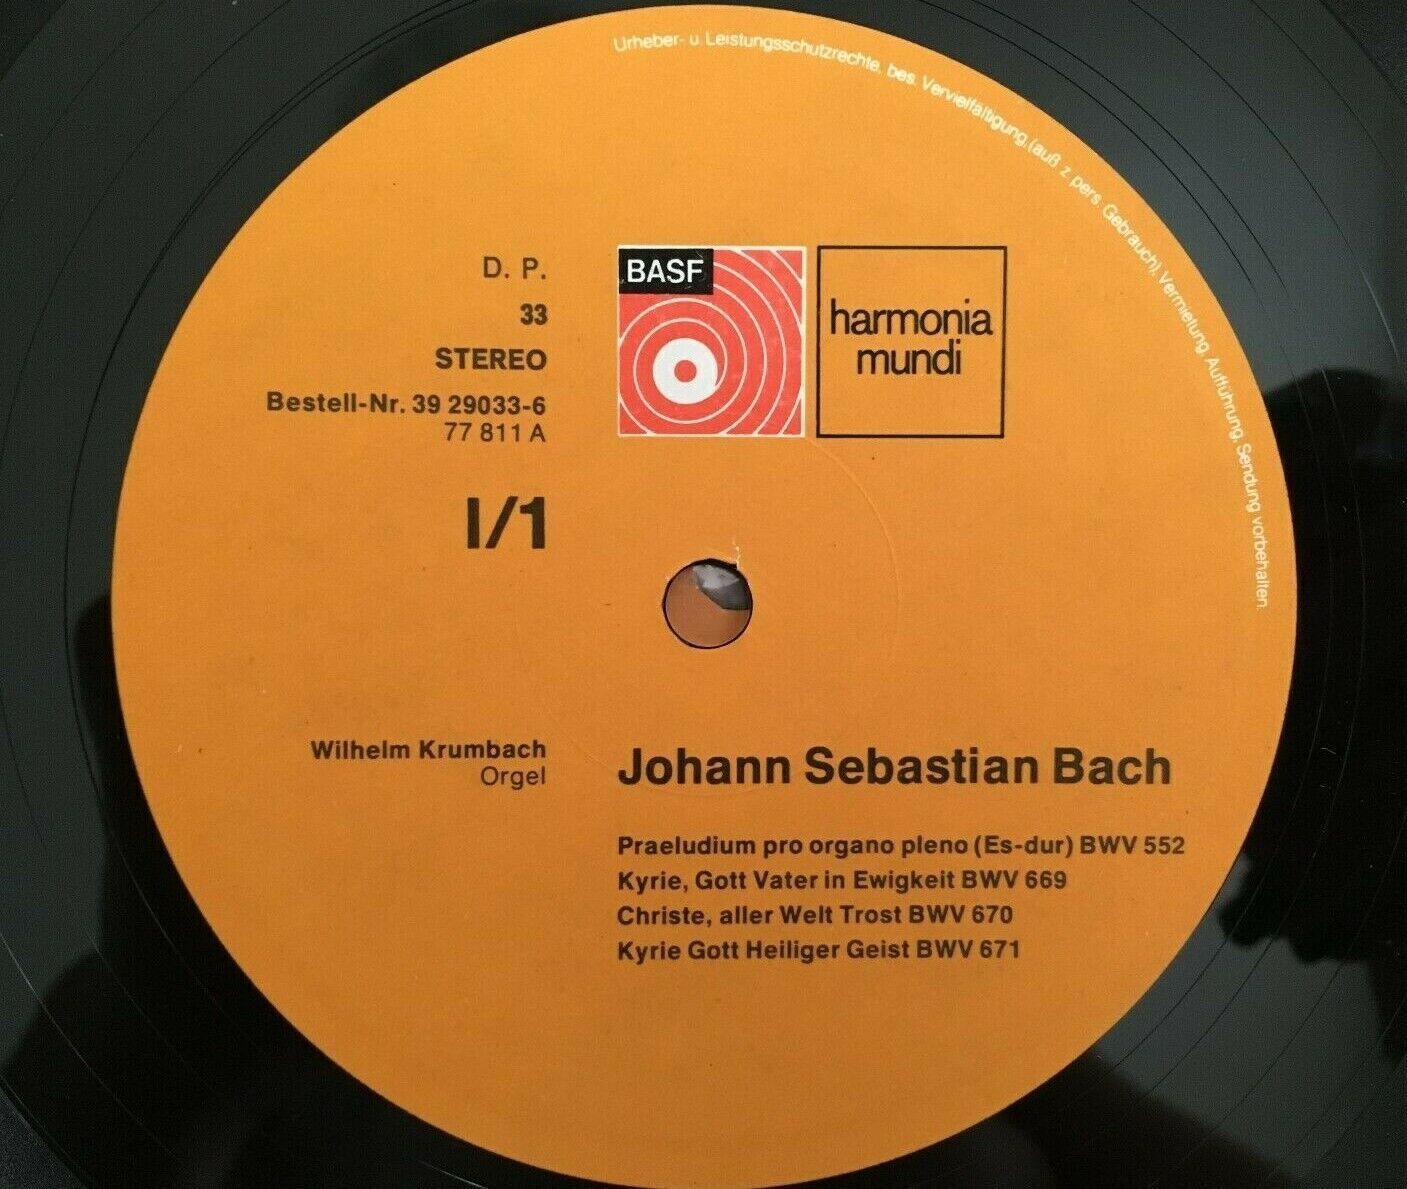 Urheber- u. Leistungsschutzrechte, bes. Vervielfältigung, (auß z. pers. Gebrauch), Vermietung, Aufführung, Sendung vorbehalten.
D. P.
33
STEREO
Bestell-Nr. 39 29033-6
77 811 A
I/1
BASF
harmonia
mundi
Wilhelm Krumbach
Orgel
Johann Sebastian Bach
Praeludium pro organo pleno (Es-dur) BWV 552
Kyrie, Gott Vater in Ewigkeit BWV 669
Christe, aller Welt Trost BWV 670
Kyrie Gott Heiliger Geist BWV 671